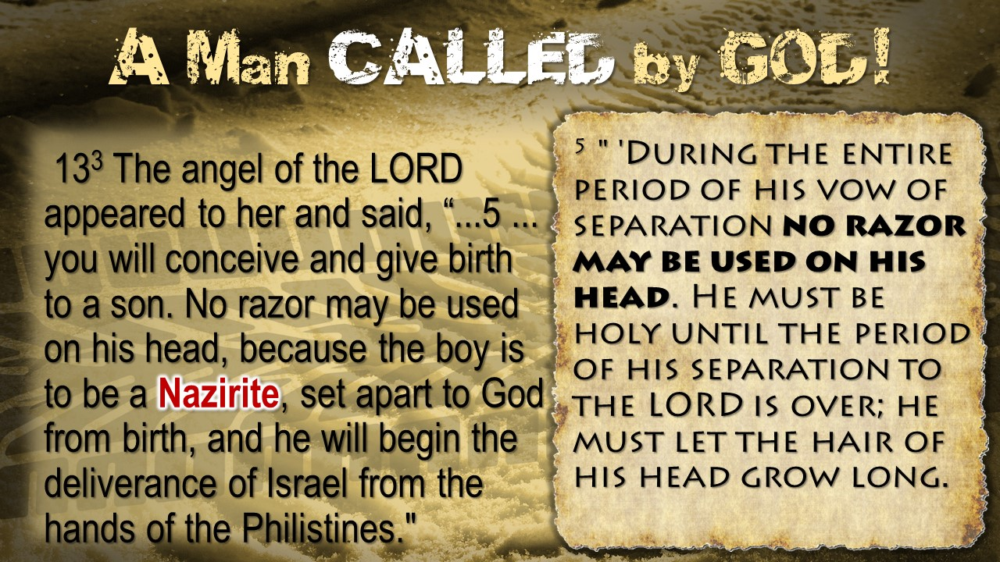 A Man CALLED by GOD!
13³ The angel of the LORD
appeared to her and said, “...5 ...
you will conceive and give birth
to a son. No razor may be used
on his head, because the boy is
to be a Nazirite, set apart to God
from birth, and he will begin the
deliverance of Israel from the
hands of the Philistines."
⁵ " 'During the entire
period of his vow of
separation no razor
may be used on his
head. He must be
holy until the period
of his separation to
the LORD is over; he
must let the hair of
his head grow long.